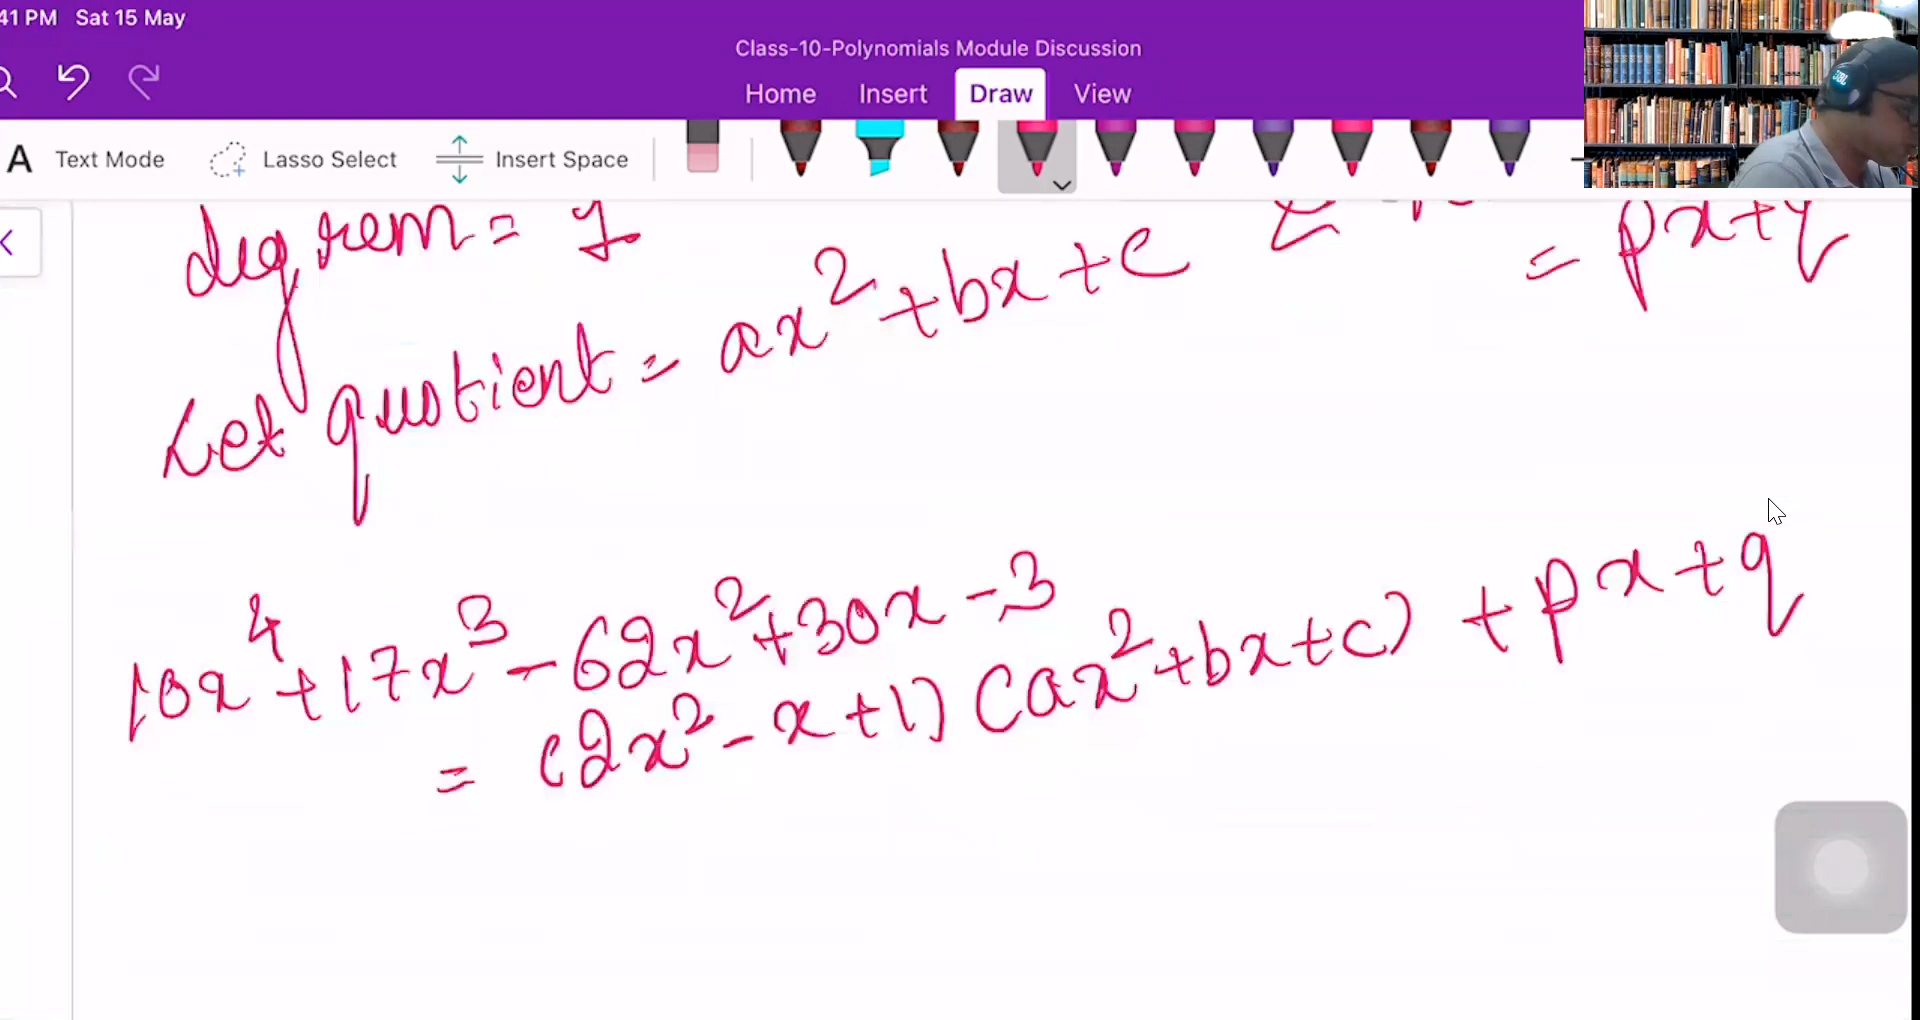 41 PM Sat 15 May
Class-10-Polynomials Module Discussion
Home Insert Draw View
A Text Mode Lasso Select Insert Space
deg rem = 1
= px+q
Let quotient = ax²+bx+c
10x⁴+17x³-62x²+30x-3
= (2x²-x+1) (ax²+bx+c) + px+q